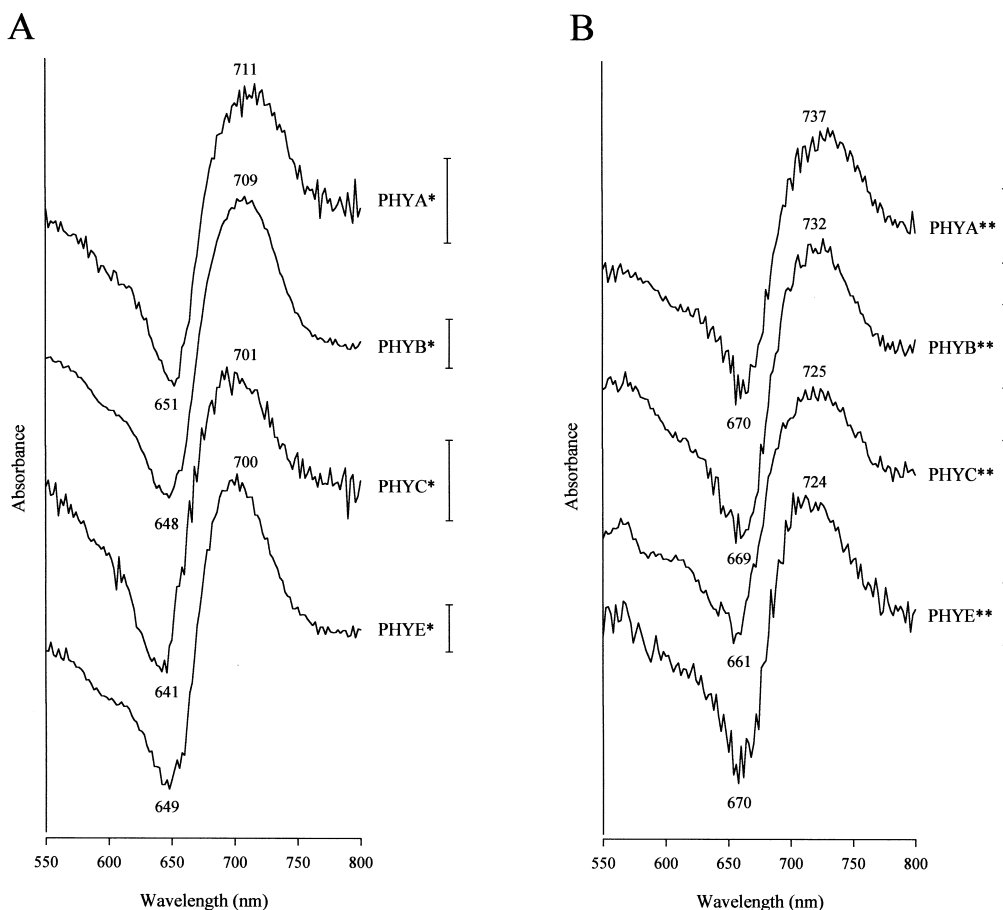 A
B
711
737
PHYA*
PHYA**
709
732
PHYB*
PHYB**
701
725
651
670
PHYC*
PHYC**
700
724
648
669
PHYE*
PHYE**
641
661
649
670
Absorbance
Absorbance
550 600 650 700 750 800
550 600 650 700 750 800
Wavelength (nm)
Wavelength (nm)